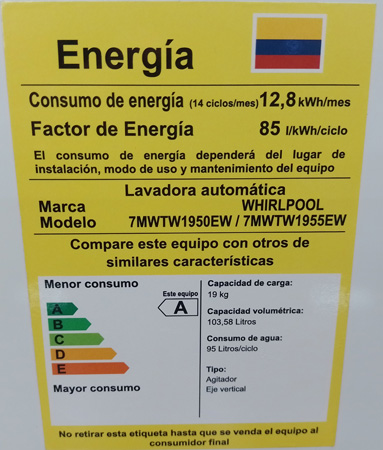 Energía
Consumo de energía (14 ciclos/mes) 12,8 kWh/mes
Factor de Energía 85 l/kWh/ciclo
El consumo de energía dependerá del lugar de
instalación, modo de uso y mantenimiento del equipo
Lavadora automática
Marca WHIRLPOOL
Modelo 7MWTW1950EW / 7MWTW1955EW
Compare este equipo con otros de
similares características
Menor consumo
Este equipo
A
A
B
C
D
E
Mayor consumo
Capacidad de carga:
19 kg
Capacidad volumétrica:
103,58 Litros
Consumo de agua:
95 Litros/ciclo
Tipo:
Agitador
Eje vertical
No retirar esta etiqueta hasta que se venda el equipo al
consumidor final